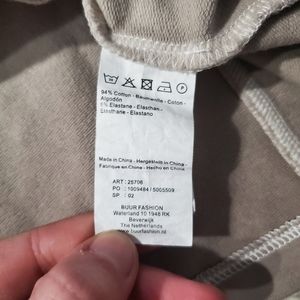 94% Cotton - Baumwolle - Coton -
Algodón
6% Elastane - Elasthan -
Elasthane - Elastano
Made in China - Hergestellt in China -
Fabriqué en Chine - Hecho en China
ART : 25706
PO : 1009484 / 5005509
SP : 02
BUUR FASHION
Waterland 10 1948 RK
Beverwijk
The Netherlands
www.buurfashion.nl